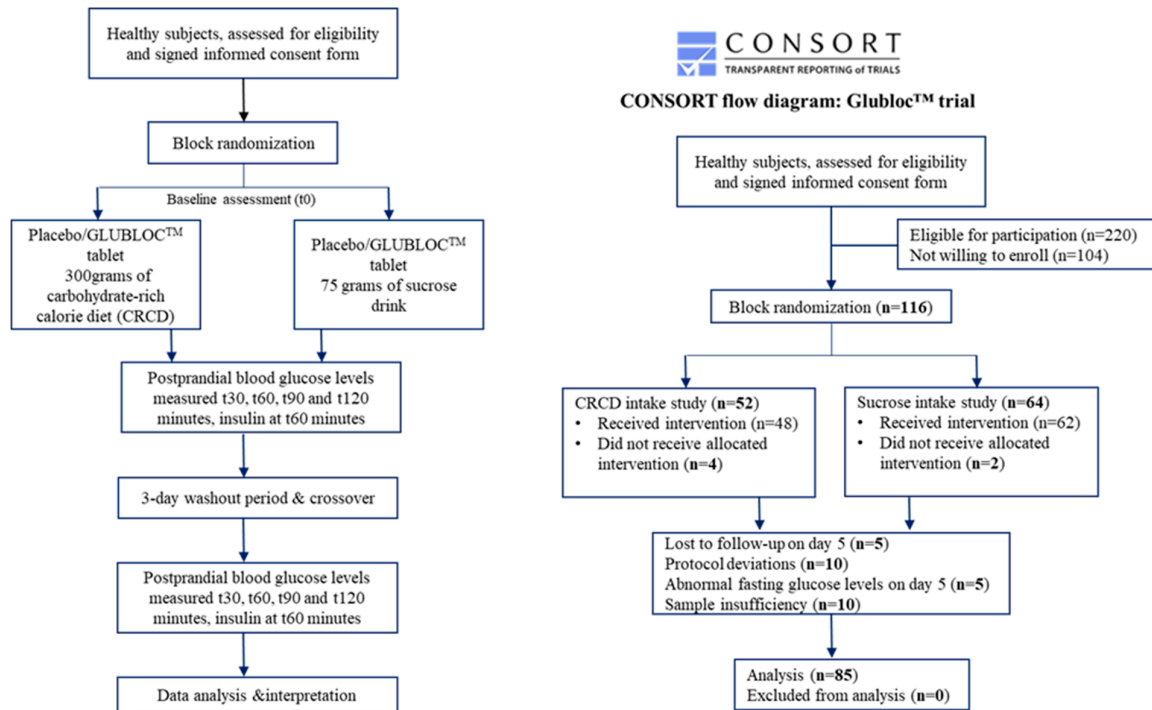 Healthy subjects, assessed for eligibility
and signed informed consent form
Block randomization
Baseline assessment (t0)
Placebo/GLUBLOC™
tablet
300grams of
carbohydrate-rich
calorie diet (CRCD)
Placebo/GLUBLOC™
tablet
75 grams of sucrose
drink
Postprandial blood glucose levels
measured t30, t60, t90 and t120
minutes, insulin at t60 minutes
3-day washout period & crossover
Postprandial blood glucose levels
measured t30, t60, t90 and t120
minutes, insulin at t60 minutes
Data analysis &interpretation
CONSORT
TRANSPARENT REPORTING of TRIALS
CONSORT flow diagram: Glubloc™ trial
Healthy subjects, assessed for eligibility
and signed informed consent form
Eligible for participation (n=220)
Not willing to enroll (n=104)
Block randomization (n=116)
CRCD intake study (n=52)
• Received intervention (n=48)
• Did not receive allocated
intervention (n=4)
Sucrose intake study (n=64)
• Received intervention (n=62)
• Did not receive allocated
intervention (n=2)
Lost to follow-up on day 5 (n=5)
Protocol deviations (n=10)
Abnormal fasting glucose levels on day 5 (n=5)
Sample insufficiency (n=10)
Analysis (n=85)
Excluded from analysis (n=0)